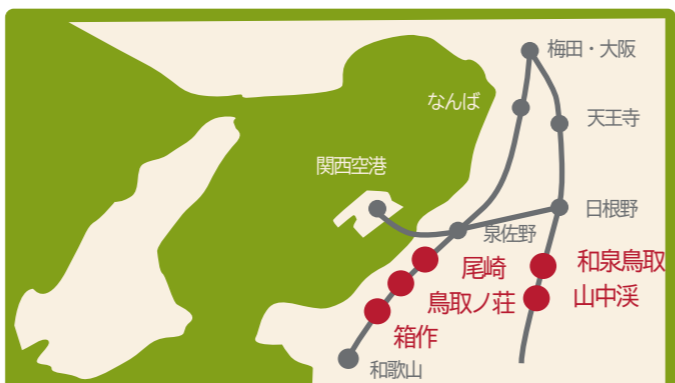 梅田・大阪
なんば
天王寺
関西空港
日根野
泉佐野
尾崎
和泉鳥取
鳥取ノ荘
山中渓
箱作
和歌山